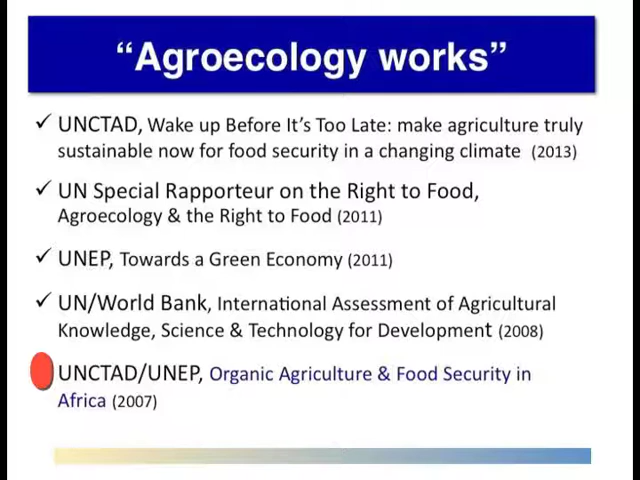 “Agroecology works”
✓ UNCTAD, Wake up Before It’s Too Late: make agriculture truly
sustainable now for food security in a changing climate (2013)
✓ UN Special Rapporteur on the Right to Food,
Agroecology & the Right to Food (2011)
✓ UNEP, Towards a Green Economy (2011)
✓ UN/World Bank, International Assessment of Agricultural
Knowledge, Science & Technology for Development (2008)
UNCTAD/UNEP, Organic Agriculture & Food Security in
Africa (2007)